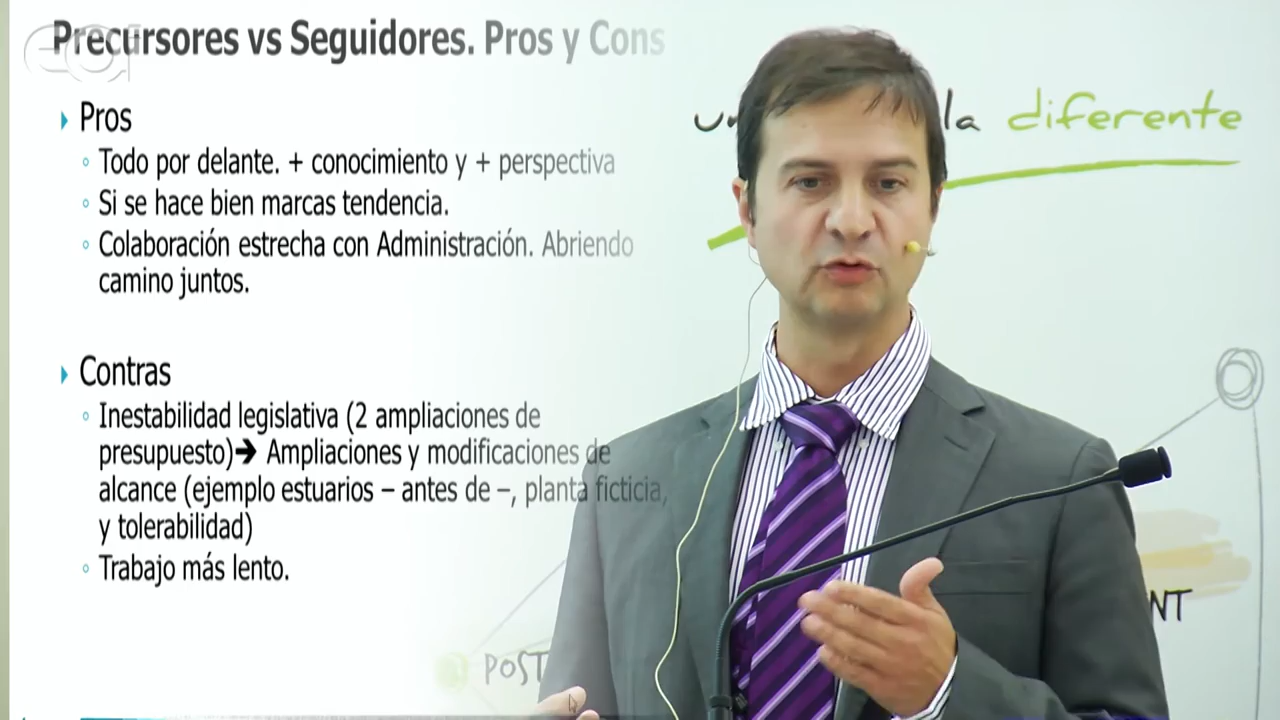 eoi
Precursores vs Seguidores. Pros y Cons
Pros
Todo por delante. + conocimiento y + perspectiva
Si se hace bien marcas tendencia.
Colaboración estrecha con Administración. Abriendo
camino juntos.
Contras
Inestabilidad legislativa (2 ampliaciones de
presupuesto)➔ Ampliaciones y modificaciones de
alcance (ejemplo estuarios – antes de –, planta ficticia,
y tolerabilidad)
Trabajo más lento.
la diferente
POST